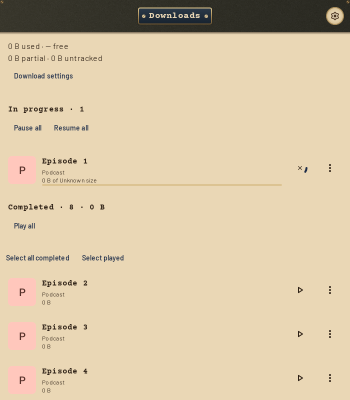 Downloads
0 B used · — free
0 B partial · 0 B untracked
Download settings
In progress · 1
Pause all Resume all
P
Episode 1
Podcast
0 B of Unknown size
Completed · 8 · 0 B
Play all
Select all completed Select played
P
Episode 2
Podcast
0 B
P
Episode 3
Podcast
0 B
P
Episode 4
Podcast
0 B